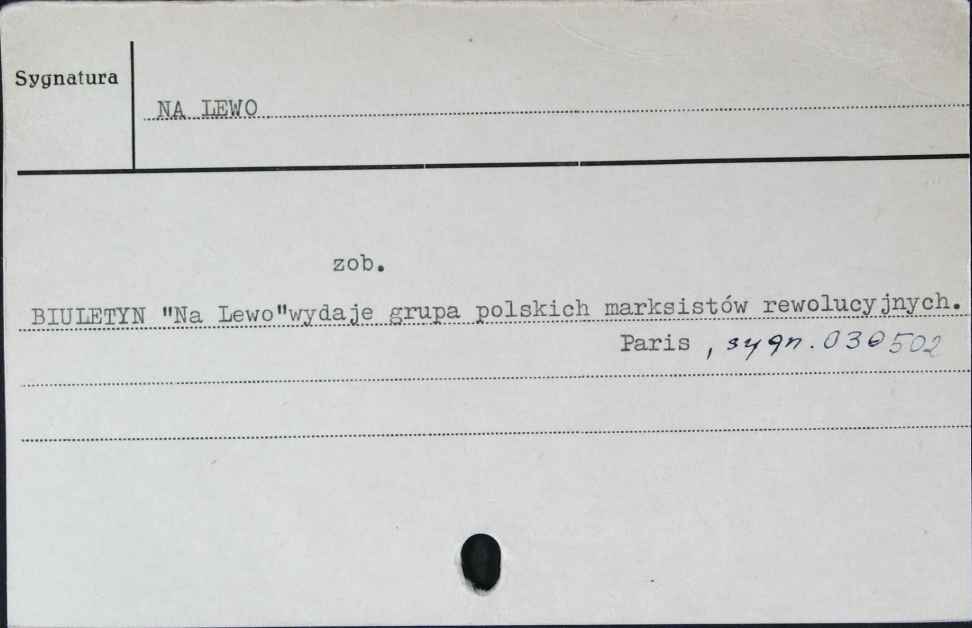 Sygnatura
NA LEWO
zob.
BIULETYN "Na Lewo"wydaje grupa polskich marksistów rewolucyjnych.
Paris , sygn. 030502